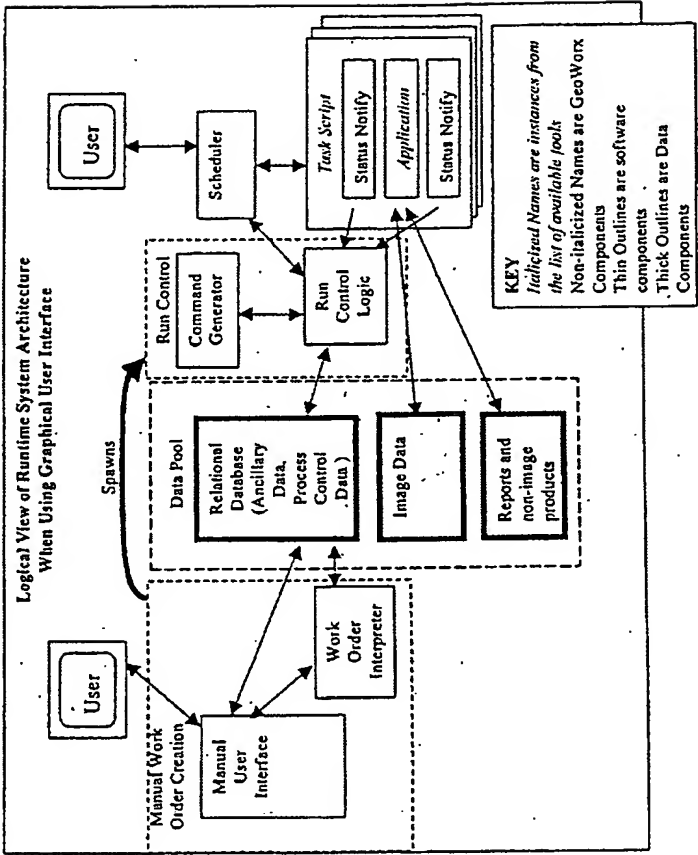 Logical View of Runtime System Architecture
When Using Graphical User Interface
User
Manual Work
Order Creation
Manual
User
Interface
Work
Order
Interpreter
Spawns
Data Pool
Relational
Database
(Ancillary
Data,
Process
Control
Data )
Image Data
Reports and
non-image
products
Run Control
Command
Generator
Run
Control
Logic
User
Scheduler
Task Script
Status Notify
Application
Status Notify
KEY
Italicized Names are instances from
the list of available tools
Non-italicized Names are GeoWorx
Components
Thin Outlines are software
components .
Thick Outlines are Data
Components